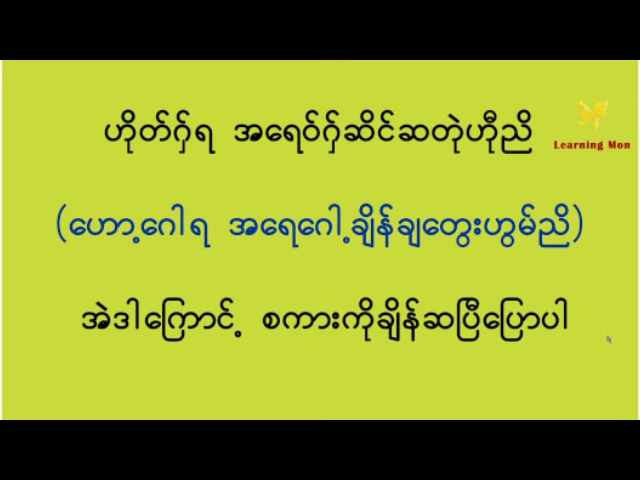 ဟိုတ်ဂှ်ရ အရေဝ်ဂှ်ဆိင်ဆတုဲဟီုညိ
Learning Mon
(ဟော့ဂေါရ အရေဂေါ့ချိန်ချတွေးဟွမ်ညိ)
အဲဒါကြောင့် စကားကိုချိန်ဆပြီပြောပါ